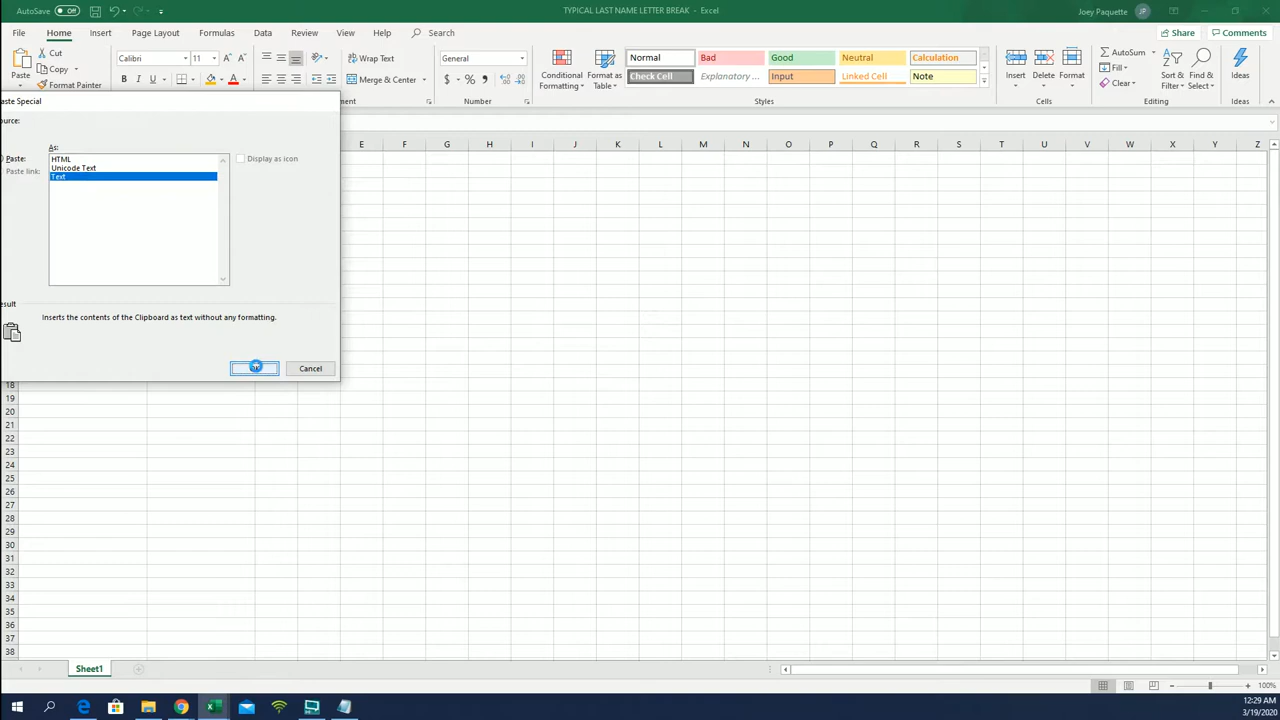 AutoSave Off
TYPICAL LAST NAME LETTER BREAK - Excel
Joey Paquette JP
File Home Insert Page Layout Formulas Data Review View Help Search
Share Comments
Paste
Cut
Copy
Format Painter
Calibri 11
B I U
Wrap Text
Merge & Center
General
$ % ,
Conditional Formatting
Format as Table
Normal Bad Good Neutral Calculation
Check Cell Explanatory ... Input Linked Cell Note
Insert Delete Format
AutoSum
Fill
Clear
Sort & Filter
Find & Select
Ideas
Number Styles Cells Editing Ideas
aste Special
ource:
Paste:
Paste link:
As:
HTML
Unicode Text
Text
Display as icon
esult
Inserts the contents of the Clipboard as text without any formatting.
Cancel
E F G H I J K L M N O P Q R S T U V W X Y Z
18
19
20
21
22
23
24
25
26
27
28
29
30
31
32
33
34
35
36
37
38
Sheet1
100%
12:29 AM
3/19/2020